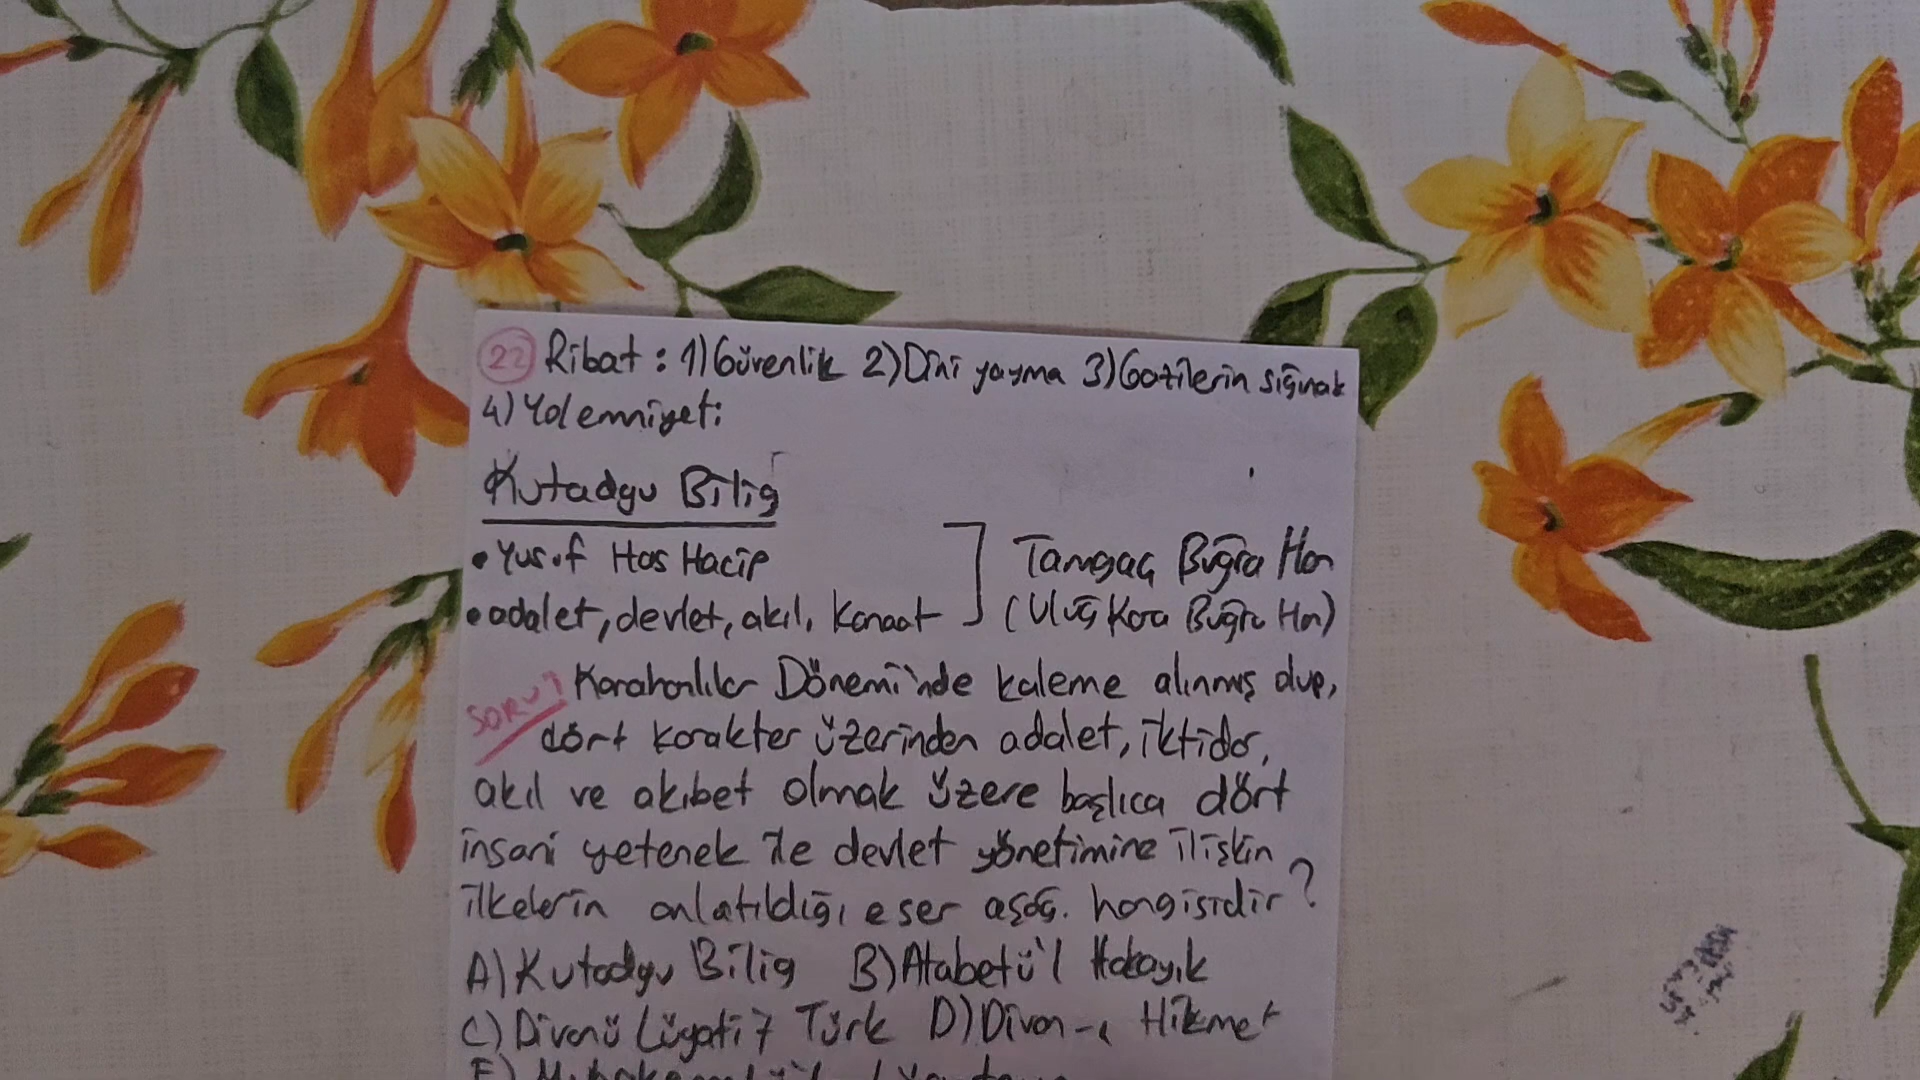 22 Ribat : 1) Güvenlik 2) Dini yayma 3) Gazilerin sığınak
4) Yol emniyeti
Kutadgu Bilig
• Yusuf Has Hacip
• adalet, devlet, akıl, kanaat
Tamgaç Buğra Han
(Uluğ Kara Buğra Han)
SORU? Karahanlılar Dönemi'nde kaleme alınmış olup,
dört karakter üzerinden adalet, iktidar,
akıl ve akıbet olmak üzere başlıca dört
insani yetenek ile devlet yönetimine ilişkin
ilkelerin anlatıldığı eser aşağ. hangisidir?
A) Kutadgu Bilig B) Atabetü'l Hakayık
C) Divanü Lügati't Türk D) Divan-ı Hikmet
E)